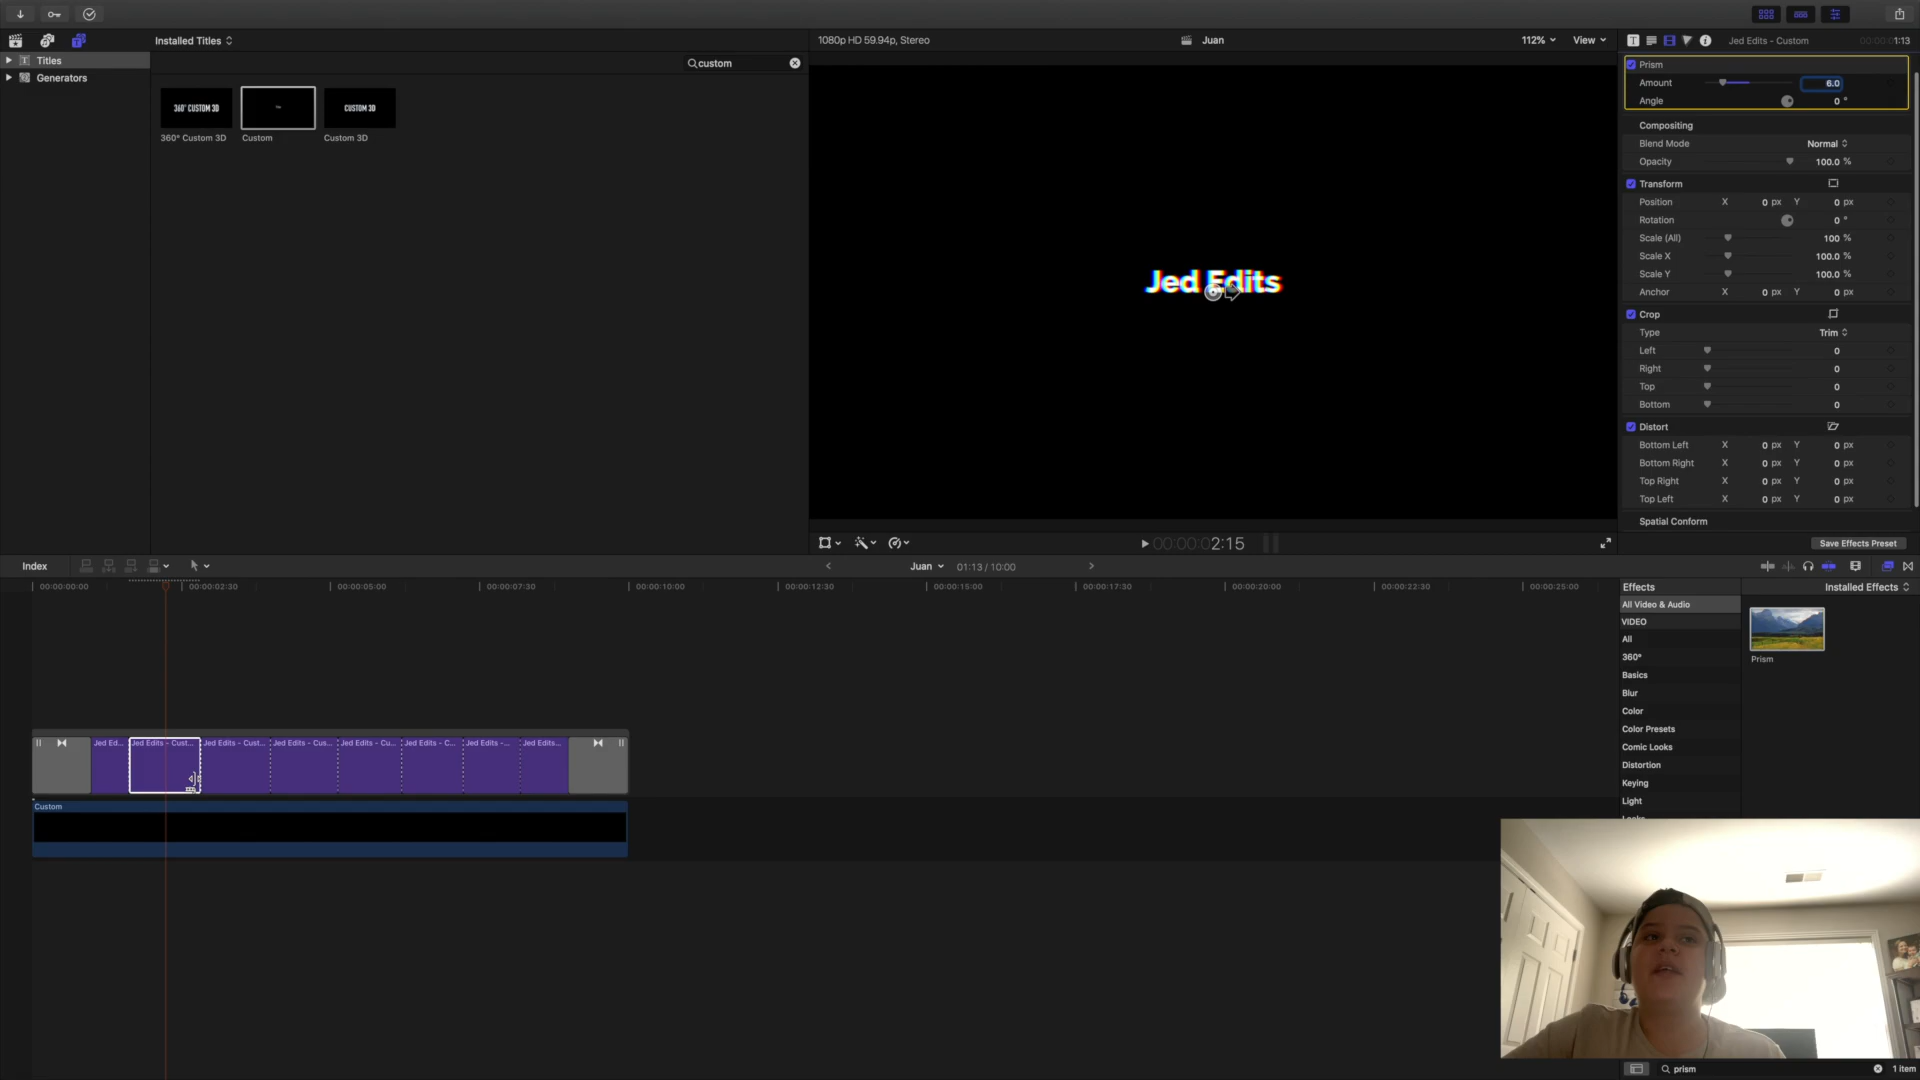 Installed Titles
1080p HD 59.94p, Stereo
Juan
112%
View
Jed Edits - Custom
00:00:01:13
Titles
Generators
custom
360° CUSTOM 3D
CUSTOM 3D
360° Custom 3D
Custom
Custom 3D
Jed Edits
Prism
Amount
6.0
Angle
0 °
Compositing
Blend Mode
Normal
Opacity
100.0 %
Transform
Position
X
0 px
Y
0 px
Rotation
0 °
Scale (All)
100 %
Scale X
100.0 %
Scale Y
100.0 %
Anchor
X
0 px
Y
0 px
Crop
Type
Trim
Left
0
Right
0
Top
0
Bottom
0
Distort
Bottom Left
X
0 px
Y
0 px
Bottom Right
X
0 px
Y
0 px
Top Right
X
0 px
Y
0 px
Top Left
X
0 px
Y
0 px
Spatial Conform
00:00:02:15
Save Effects Preset
Index
Juan
01:13 / 10:00
00:00:00:00
00:00:02:30
00:00:05:00
00:00:07:30
00:00:10:00
00:00:12:30
00:00:15:00
00:00:17:30
00:00:20:00
00:00:22:30
00:00:25:00
Effects
Installed Effects
All Video & Audio
VIDEO
All
360°
Basics
Blur
Color
Color Presets
Comic Looks
Distortion
Keying
Light
Prism
Jed Ed...
Jed Edits - Cust...
Jed Edits - Cust...
Jed Edits - Cus...
Jed Edits - Cu...
Jed Edits - C...
Jed Edits -...
Jed Edits...
Custom
prism
1 item